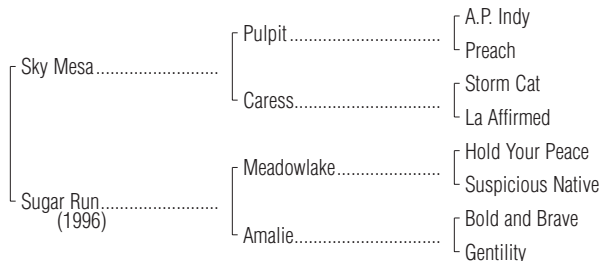 A.P. Indy
Pulpit........................................
Preach
Sky Mesa................................
Storm Cat
Caress........................................
La Affirmed
Hold Your Peace
Meadowlake...........................
Suspicious Native
Sugar Run...............................
(1996)
Bold and Brave
Amalie........................................
Gentility